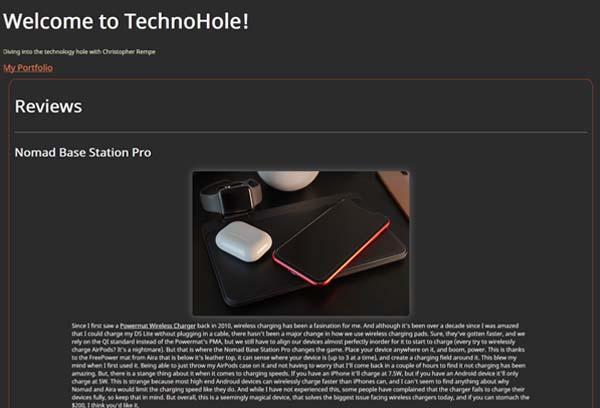 Welcome to TechnoHole!
Diving into the technology hole with Christopher Rempe
My Portfolio
Reviews
Nomad Base Station Pro
Since I first saw a Powermat Wireless Charger back in 2010, wireless charging has been a fasination for me. And although it's been over a decade since I was amazed
that I could charge my DS Lite without plugging in a cable, there hasn't been a major change in how we use wireless charging pads. Sure, they've gotten faster, and we
rely on the QI standard instead of the Powermat's PMA, but we still have to align our devices almost perfectly inorder for it to start to charge (every try to wirelessly
charge AirPods? It's a nightmare). But that is where the Nomad Base Station Pro changes the game. Place your device anywhere on it, and boom, power. This is thanks
to the FreePower mat from Aira that is below it's leather top, it can sense where your device is (up to 3 at a time), and create a charging field around it. This blew my
mind when I first used it. Being able to just throw my AirPods case on it and not having to worry that I'll come back in a couple of hours to find it not charging has been
amazing. But, there is a stange thing about it when it comes to charging speeds. If you have an iPhone it'll charge at 7.5W, but if you have an Android device it'll only
charge at 5W. This is strange because most high end Androud devices can wirelessly charge faster than iPhones can, and I can't seem to find anything about why
Nomad and Aira would limit the charging speed like they do. And while I have not experienced this, some people have complained that the charger fails to charge their
devices fully, so keep that in mind. But overall, this is a seemingly magical device, that solves the biggest issue facing wireless chargers today, and if you can stomach the
$200, I think you'd like it.